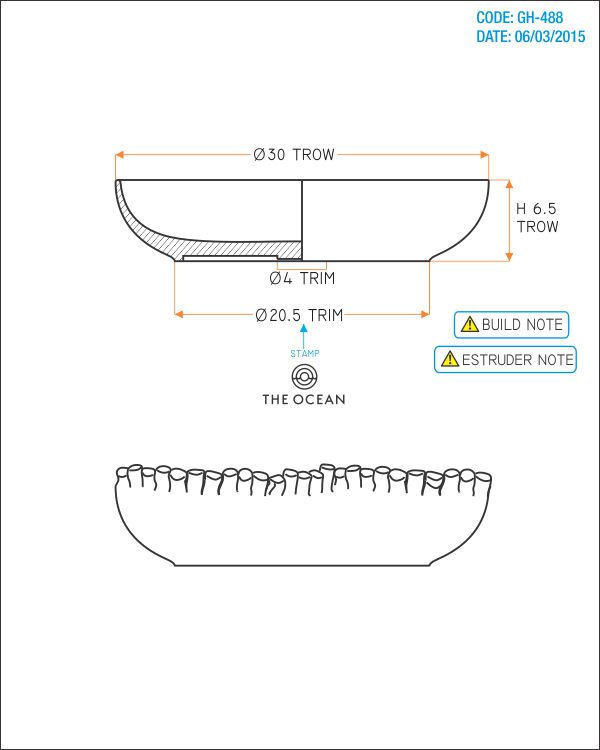 CODE: GH-488
DATE: 06/03/2015
Ø30 TROW
H 6.5
TROW
Ø4 TRIM
Ø20.5 TRIM
BUILD NOTE
STAMP
ESTRUDER NOTE
THE OCEAN